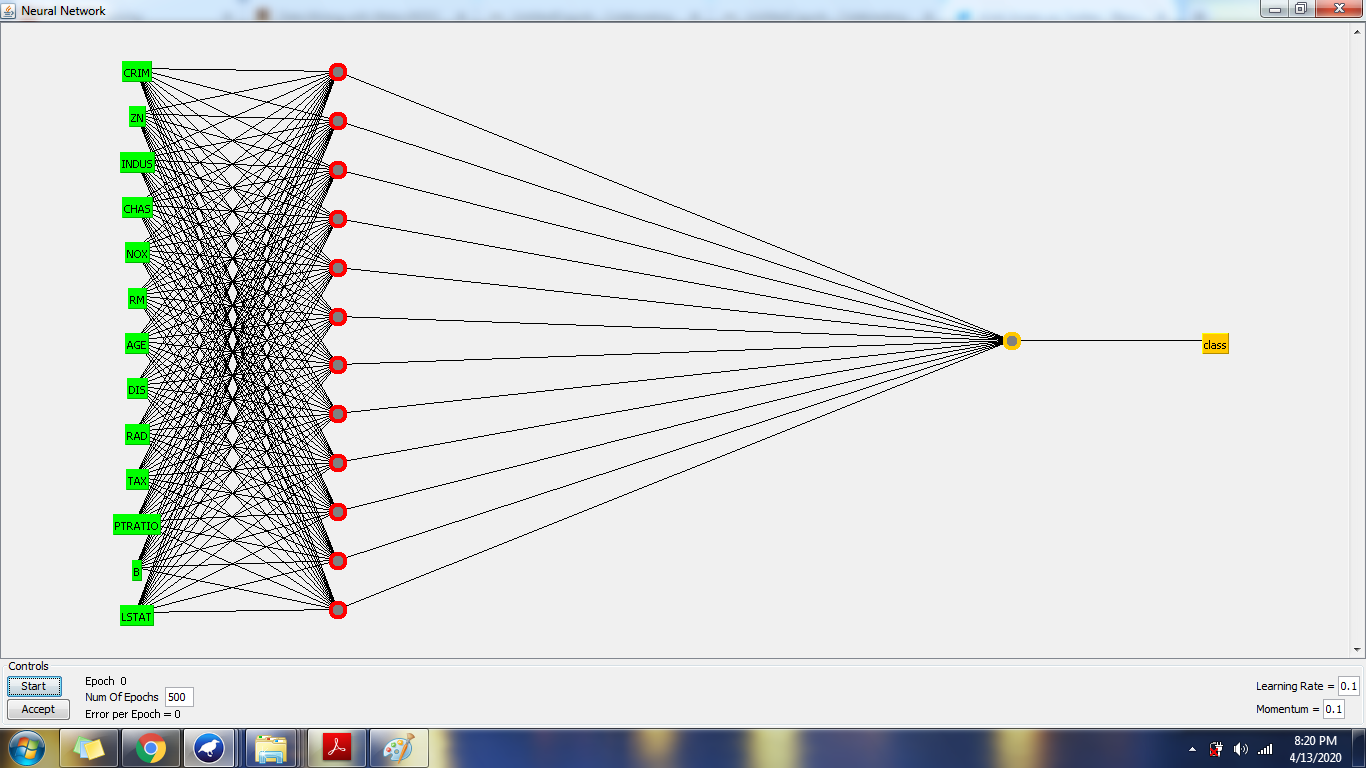 Neural Network
CRIM
ZN
INDUS
CHAS
NOX
RM
AGE
DIS
RAD
TAX
PTRATIO
B
LSTAT
class
Controls
Start
Accept
Epoch 0
Num Of Epochs 500
Error per Epoch = 0
Learning Rate = 0.1
Momentum = 0.1
8:20 PM
4/13/2020